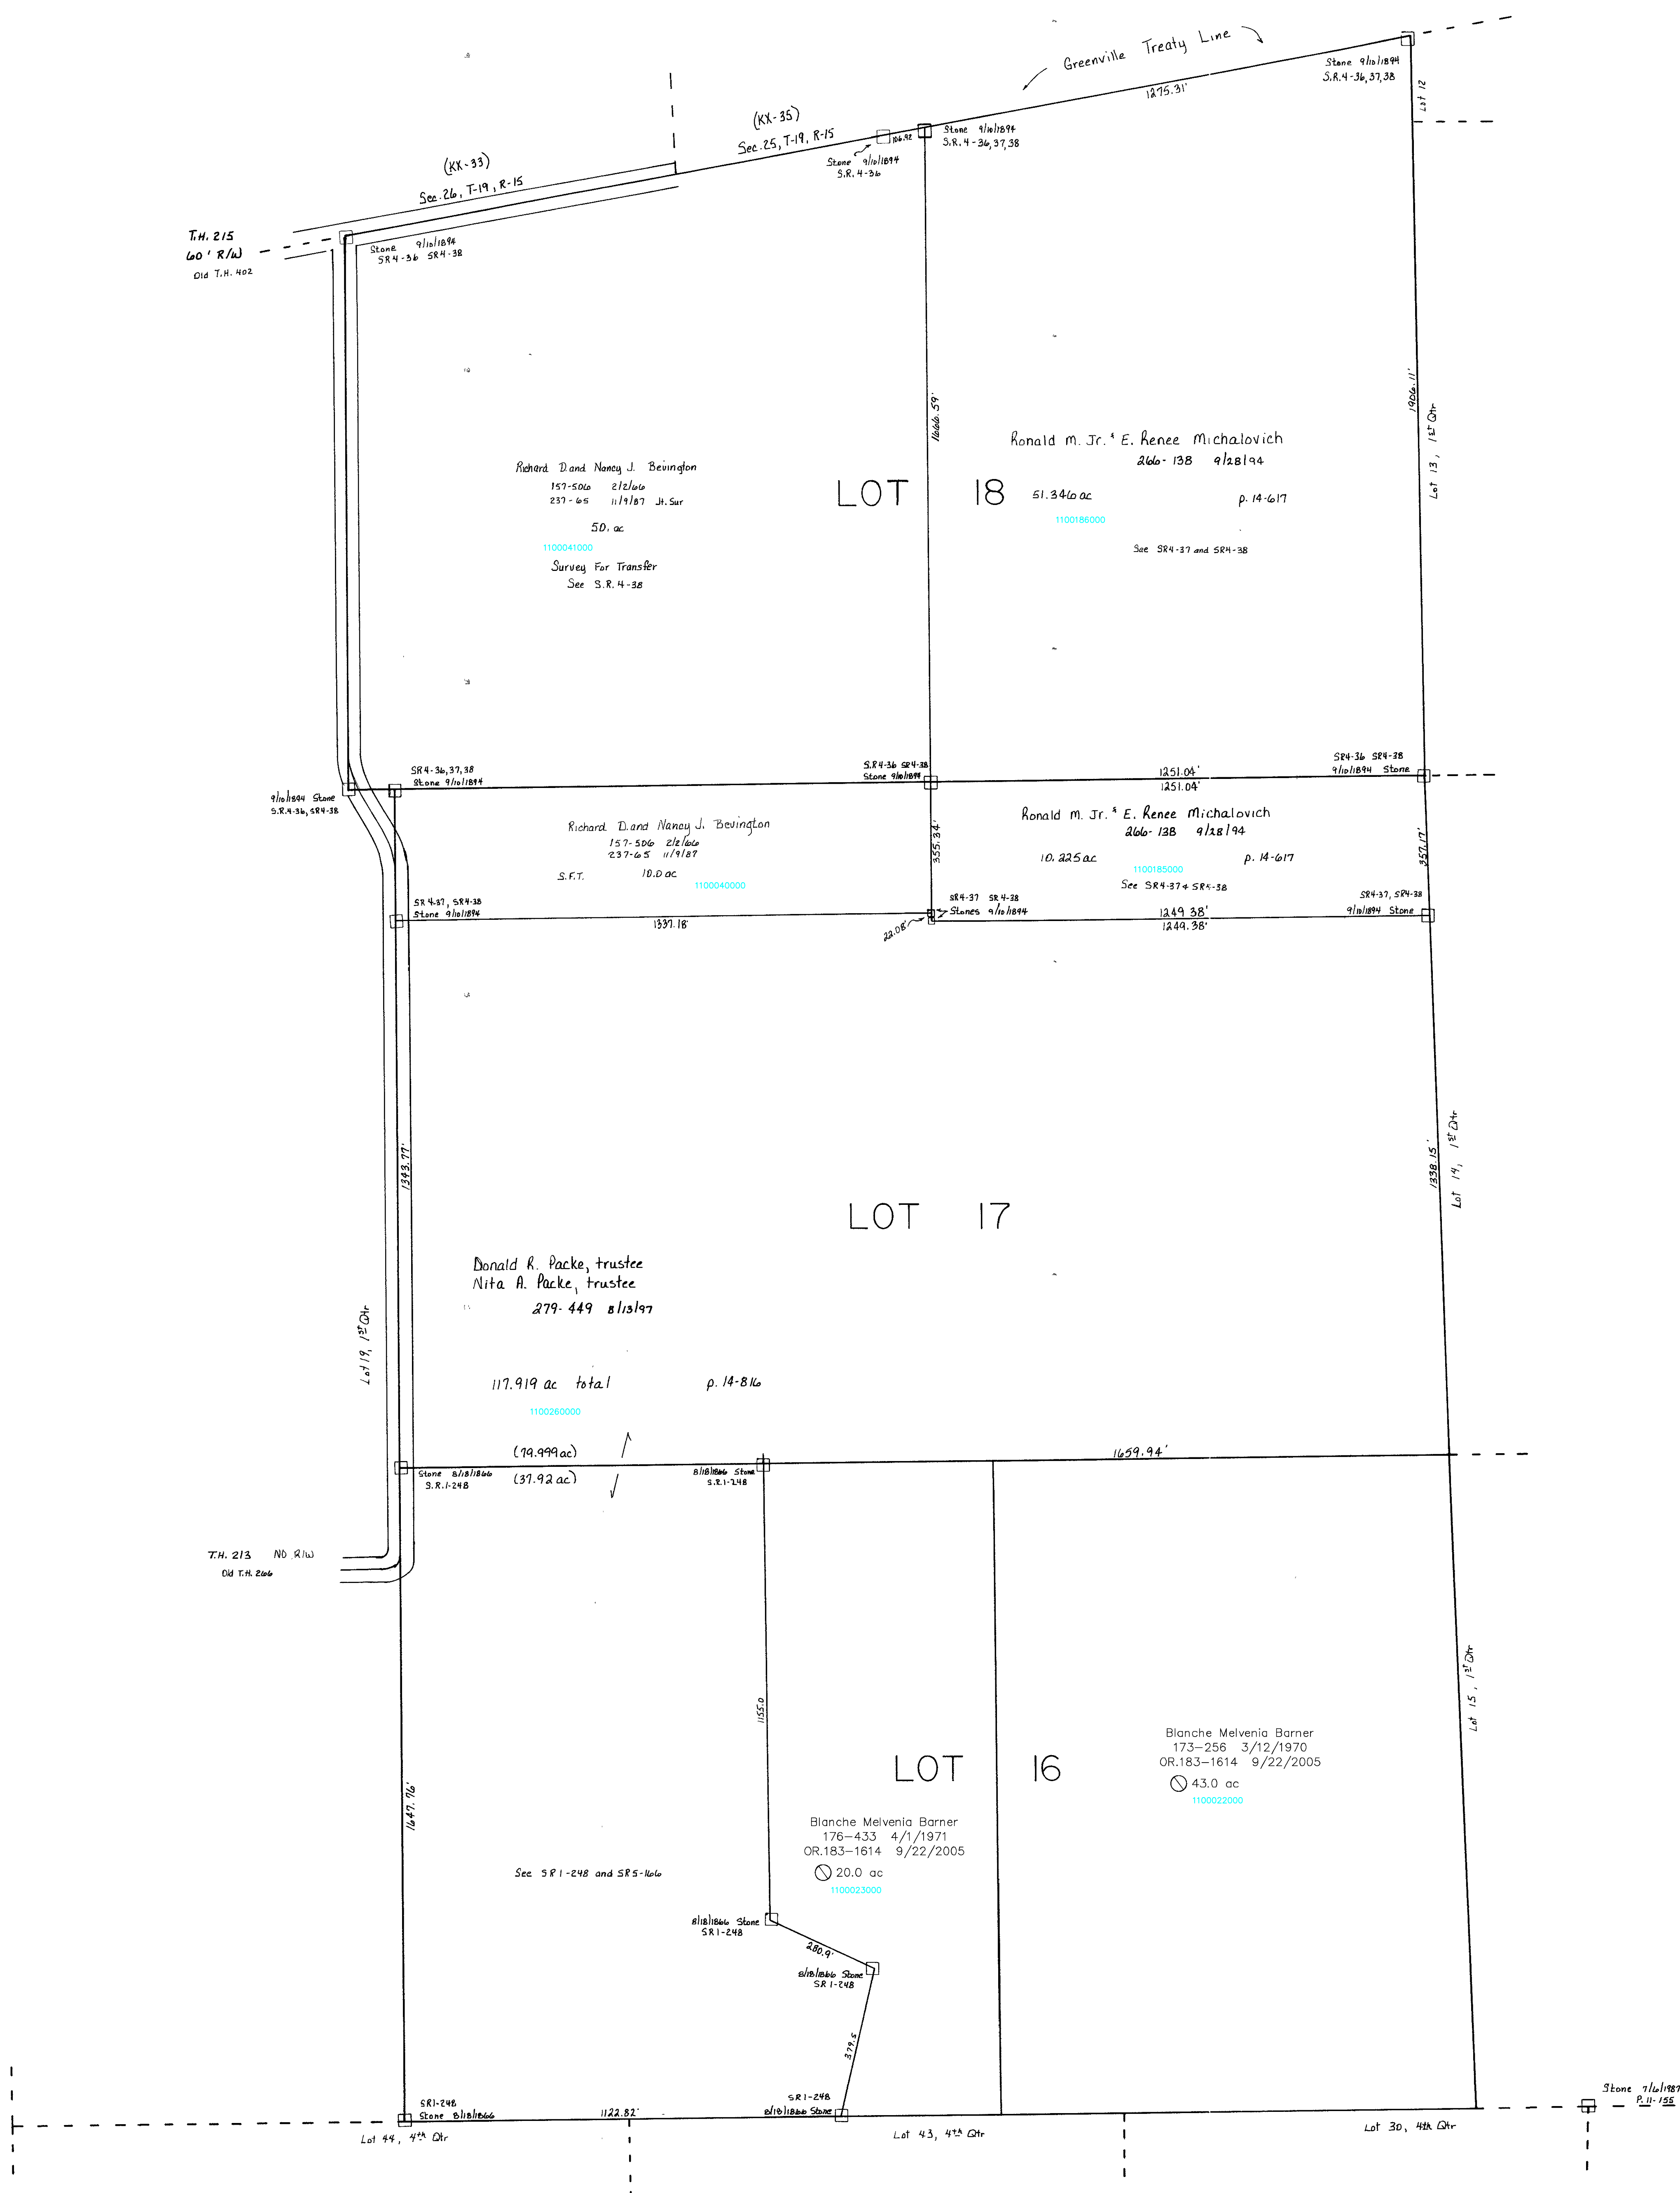 Greenville Treaty Line
1275.31'
Stone 9/10/1894
S.R. 4-36, 37, 38
Lot 12
(KX-35)
Sec. 25, T-19, R-15
106.92
Stone 9/10/1894
S.R. 4-36, 37, 38
Stone 9/10/1894
S.R. 4-36
(KX-33)
Sec. 26, T-19, R-15
T.H. 215
60' R/W
Old T.H. 402
Stone 9/10/1894
SR4-36 SR4-38
1666.59'
1906.11'
Lot 13, 1st Qtr
Richard D. and Nancy J. Bevington
157-506 2/2/66
237-65 11/9/87 Jt. Sur
50. ac
1100041000
Survey For Transfer
See S.R. 4-38
LOT 18
Ronald M. Jr. & E. Renee Michalovich
266-138 9/28/94
51.346 ac p. 14-617
1100186000
See SR4-37 and SR4-38
SR4-36, 37, 38
Stone 9/10/1894
S.R4-36 SR4-38
Stone 9/10/1894
1251.04'
1251.04'
SR4-36 SR4-38
9/10/1894 Stone
9/10/1894 Stone
S.R.4-36, SR4-38
Richard D. and Nancy J. Bevington
157-506 2/2/66
237-65 11/9/87
S.F.T. 10.0 ac
1100040000
355.34'
Ronald M. Jr. & E. Renee Michalovich
266-138 9/28/94
10.225 ac p. 14-617
1100185000
See SR4-37 & SR5-38
357.17'
SR 4-37, SR4-38
Stone 9/10/1894
1337.18'
22.08'
SR4-37 SR4-38
Stones 9/10/1894
1249.38'
1249.38'
SR4-37, SR4-38
9/10/1894 Stone
1343.77'
1338.15'
Lot 14, 1st Qtr
LOT 17
Donald R. Packe, trustee
Nita A. Packe, trustee
279-449 8/13/97
Lot 19, 1st Qtr
117.919 ac total p. 14-816
1100260000
(79.999 ac)
(37.92 ac)
1659.94'
Stone 8/18/1866
S.R.1-248
8/18/1866 Stone
S.R.1-248
T.H. 213 NO R/W
Old T.H. 266
1155.0
1647.76'
Lot 15, 1st Qtr
LOT 16
Blanche Melvenia Barner
173-256 3/12/1970
OR.183-1614 9/22/2005
43.0 ac
1100022000
Blanche Melvenia Barner
176-433 4/1/1971
OR.183-1614 9/22/2005
20.0 ac
1100023000
See SR1-248 and SR5-166
8/18/1866 Stone
SR1-248
280.9'
8/18/1866 Stone
SR1-248
379.5
SR1-248
Stone 8/18/1866
1122.82'
SR1-248
8/18/1866 Stone
Stone 7/6/1987
P. 11-155
Lot 44, 4th Qtr
Lot 43, 4th Qtr
Lot 30, 4th Qtr